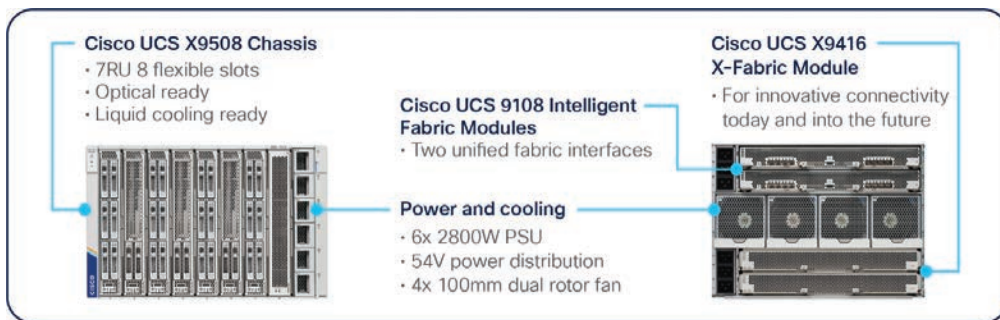 Cisco UCS X9508 Chassis
· 7RU 8 flexible slots
· Optical ready
· Liquid cooling ready
Cisco UCS 9108 Intelligent
Fabric Modules
· Two unified fabric interfaces
Power and cooling
· 6x 2800W PSU
· 54V power distribution
· 4x 100mm dual rotor fan
Cisco UCS X9416
X-Fabric Module
· For innovative connectivity
today and into the future
CISCO